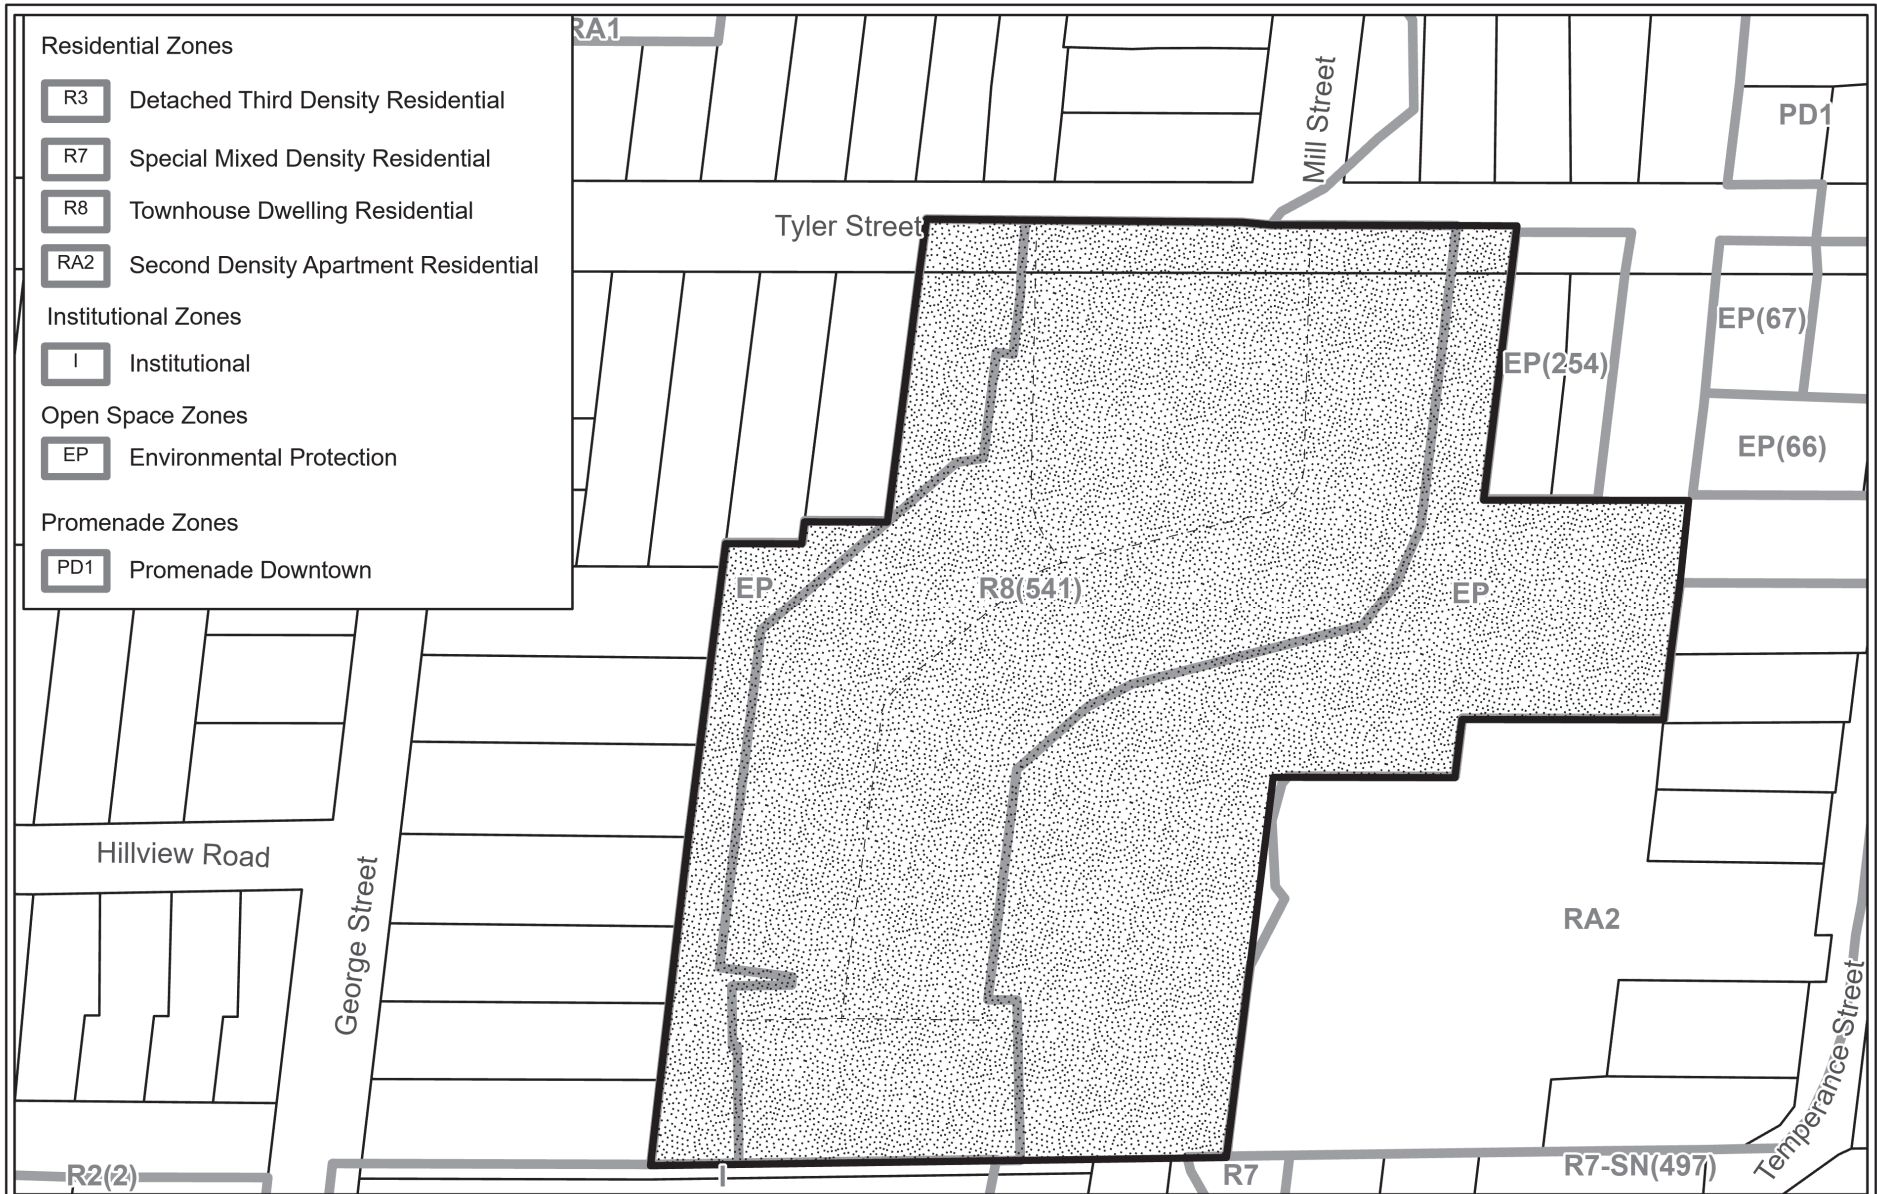 Residential Zones
R3 Detached Third Density Residential
R7 Special Mixed Density Residential
R8 Townhouse Dwelling Residential
RA2 Second Density Apartment Residential
Institutional Zones
I Institutional
Open Space Zones
EP Environmental Protection
Promenade Zones
PD1 Promenade Downtown
RA1
Mill Street
PD1
Tyler Street
EP(67)
EP(254)
EP(66)
EP
R8(541)
EP
Hillview Road
George Street
RA2
Temperance Street
R2(2)
I
R7
R7-SN(497)